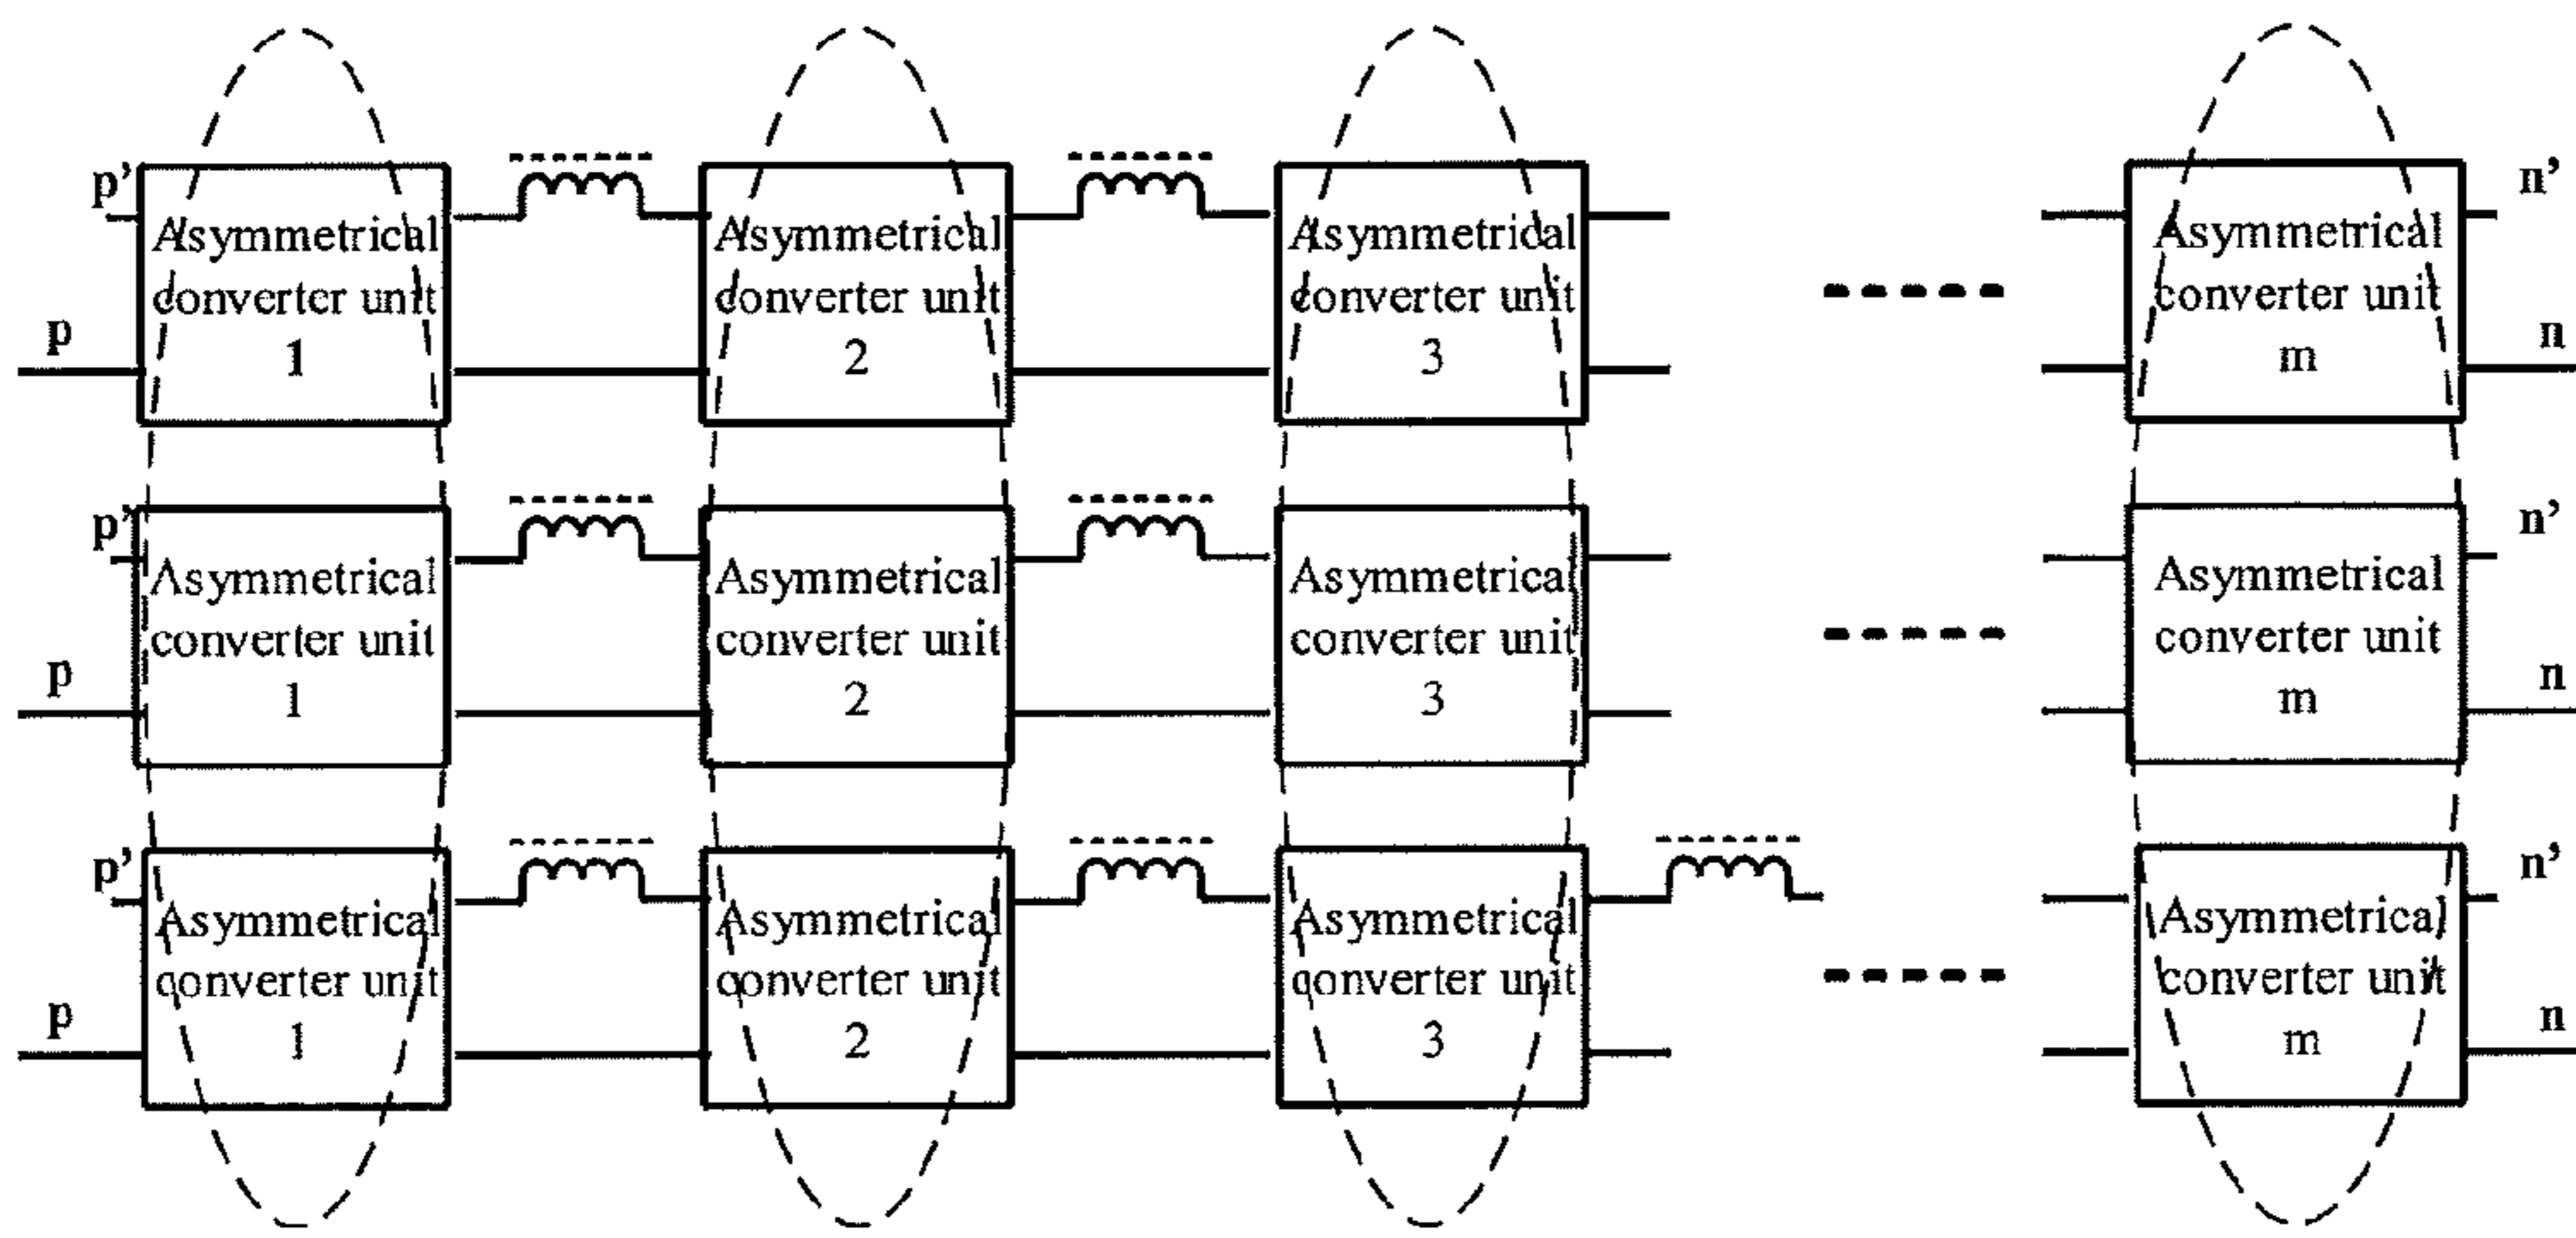 p'
Asymmetrical
converter unit
1
p
Asymmetrical
converter unit
2
Asymmetrical
converter unit
3
Asymmetrical
converter unit
m
n'
n
p'
Asymmetrical
converter unit
1
p
Asymmetrical
converter unit
2
Asymmetrical
converter unit
3
Asymmetrical
converter unit
m
n'
n
p'
Asymmetrical
converter unit
1
p
Asymmetrical
converter unit
2
Asymmetrical
converter unit
3
Asymmetrical
converter unit
m
n'
n